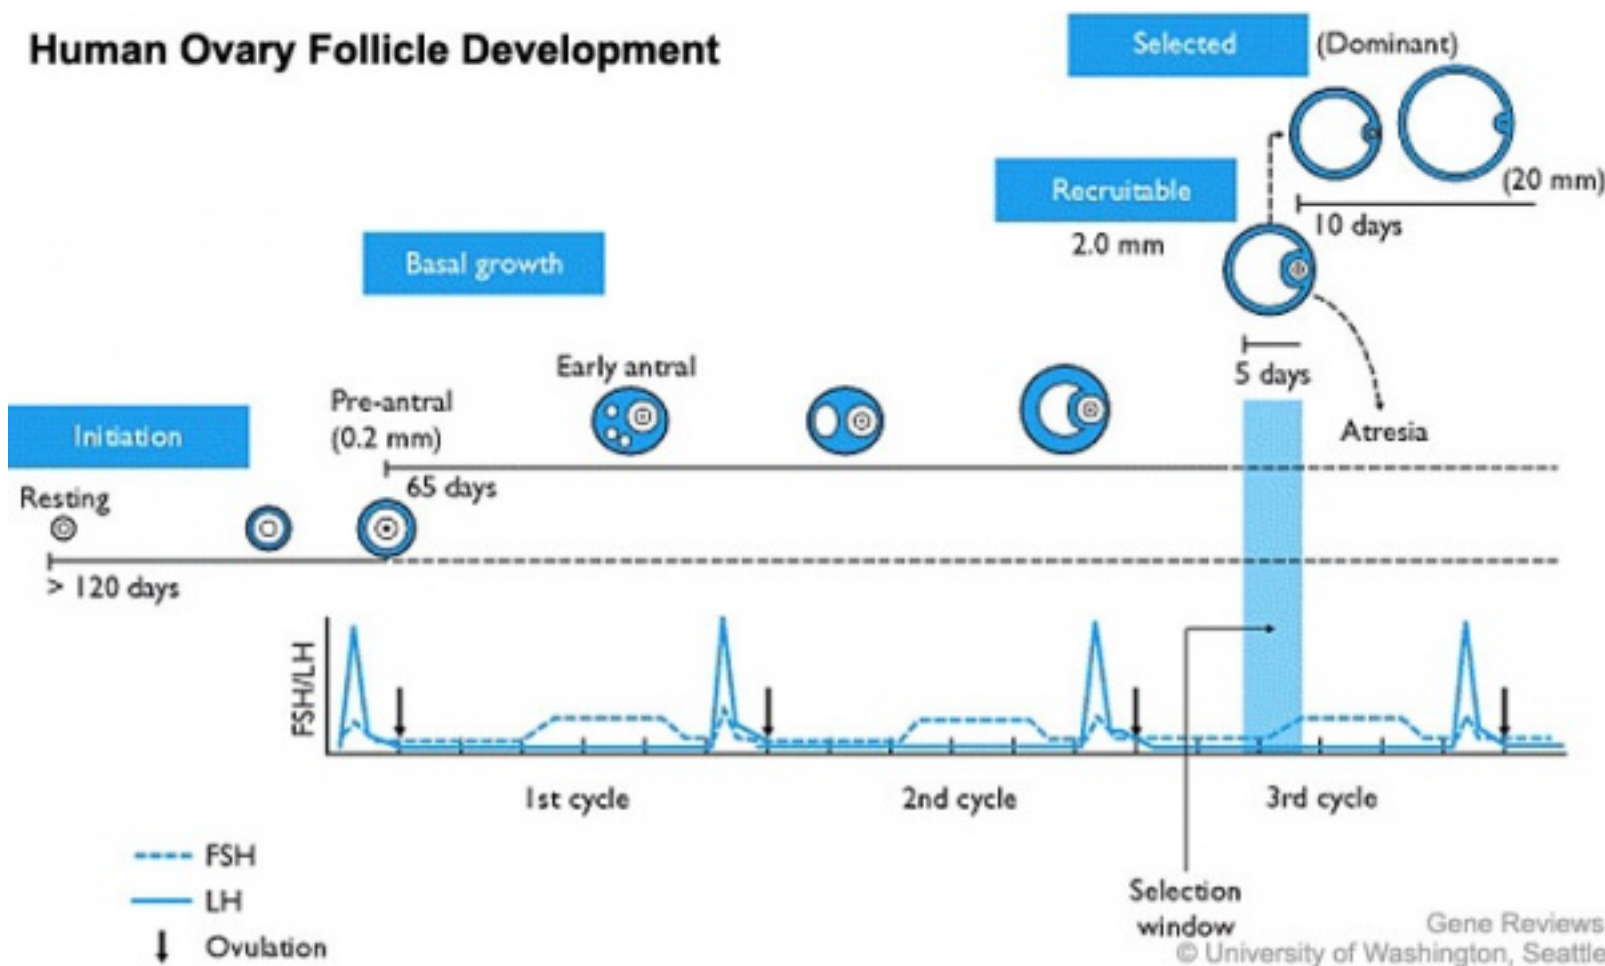 Human Ovary Follicle Development
Selected
(Dominant)
(20 mm)
10 days
Recruitable
2.0 mm
Basal growth
5 days
Early antral
Pre-antral
(0.2 mm)
Atresia
Initiation
65 days
Resting
> 120 days
FSH/LH
1st cycle
2nd cycle
3rd cycle
FSH
LH
Ovulation
Selection
window
Gene Reviews
© University of Washington, Seattle